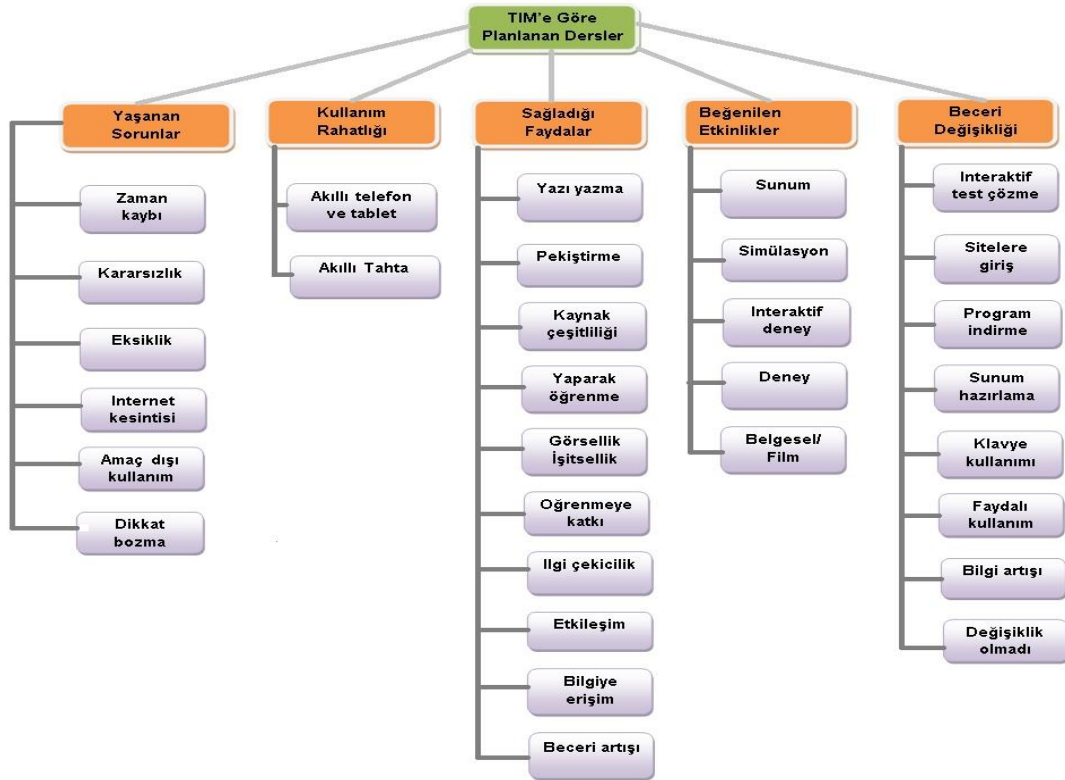 TIM'e Göre
Planlanan Dersler
Yaşanan
Sorunlar
Zaman
kaybı
Kararsızlık
Eksiklik
Internet
kesintisi
Amaç dışı
kullanım
Dikkat
bozma
Kullanım
Rahatlığı
Akıllı telefon
ve tablet
Akıllı Tahta
Sağladığı
Faydalar
Yazı yazma
Pekiştirme
Kaynak
çeşitliliği
Yaparak
öğrenme
Görsellik
İşitsellik
Oğrenmeye
katkı
Ilgi çekicilik
Etkileşim
Bilgiye
erişim
Beceri artışı
Beğenilen
Etkinlikler
Sunum
Simülasyon
Interaktif
deney
Deney
Belgesel/
Film
Beceri
Değişikliği
Interaktif
test çözme
Sitelere
giriş
Program
indirme
Sunum
hazırlama
Klavye
kullanımı
Faydalı
kullanım
Bilgi artışı
Değişiklik
olmadı